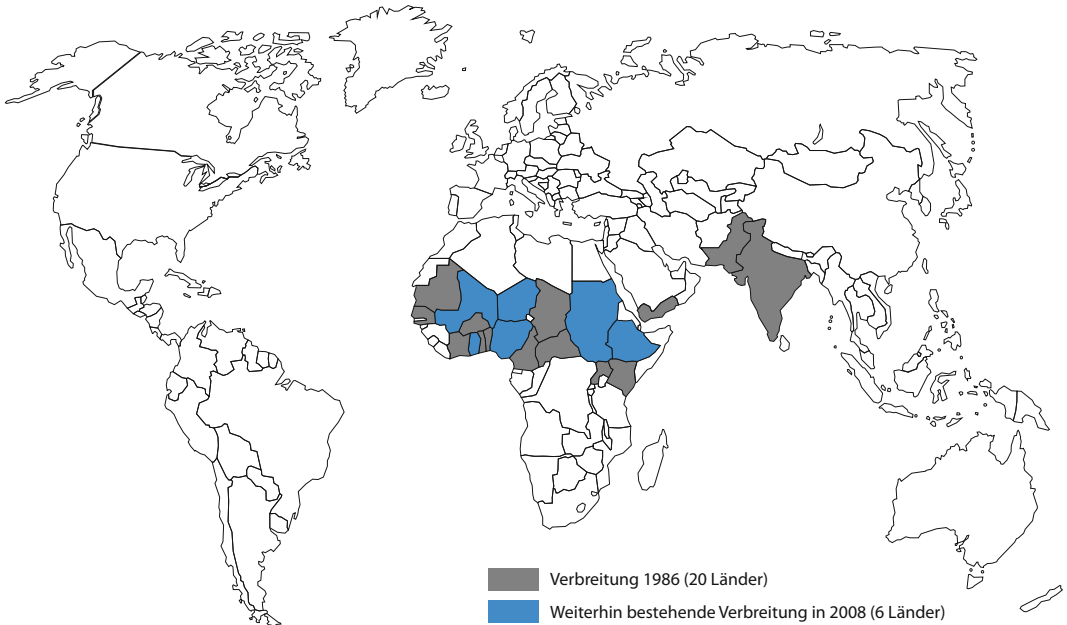 Verbreitung 1986 (20 Länder)
Weiterhin bestehende Verbreitung in 2008 (6 Länder)